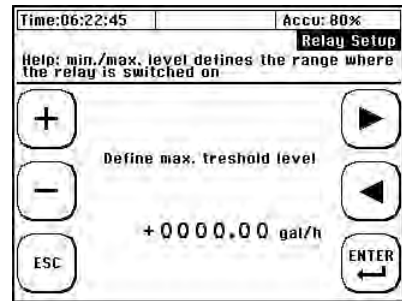 Time:06:22:45
Accu: 80%
Relay Setup
Help: min./max. level defines the range where
the relay is switched on
+
Define max. treshold level
−
+0000.00 gal/h
ESC
ENTER